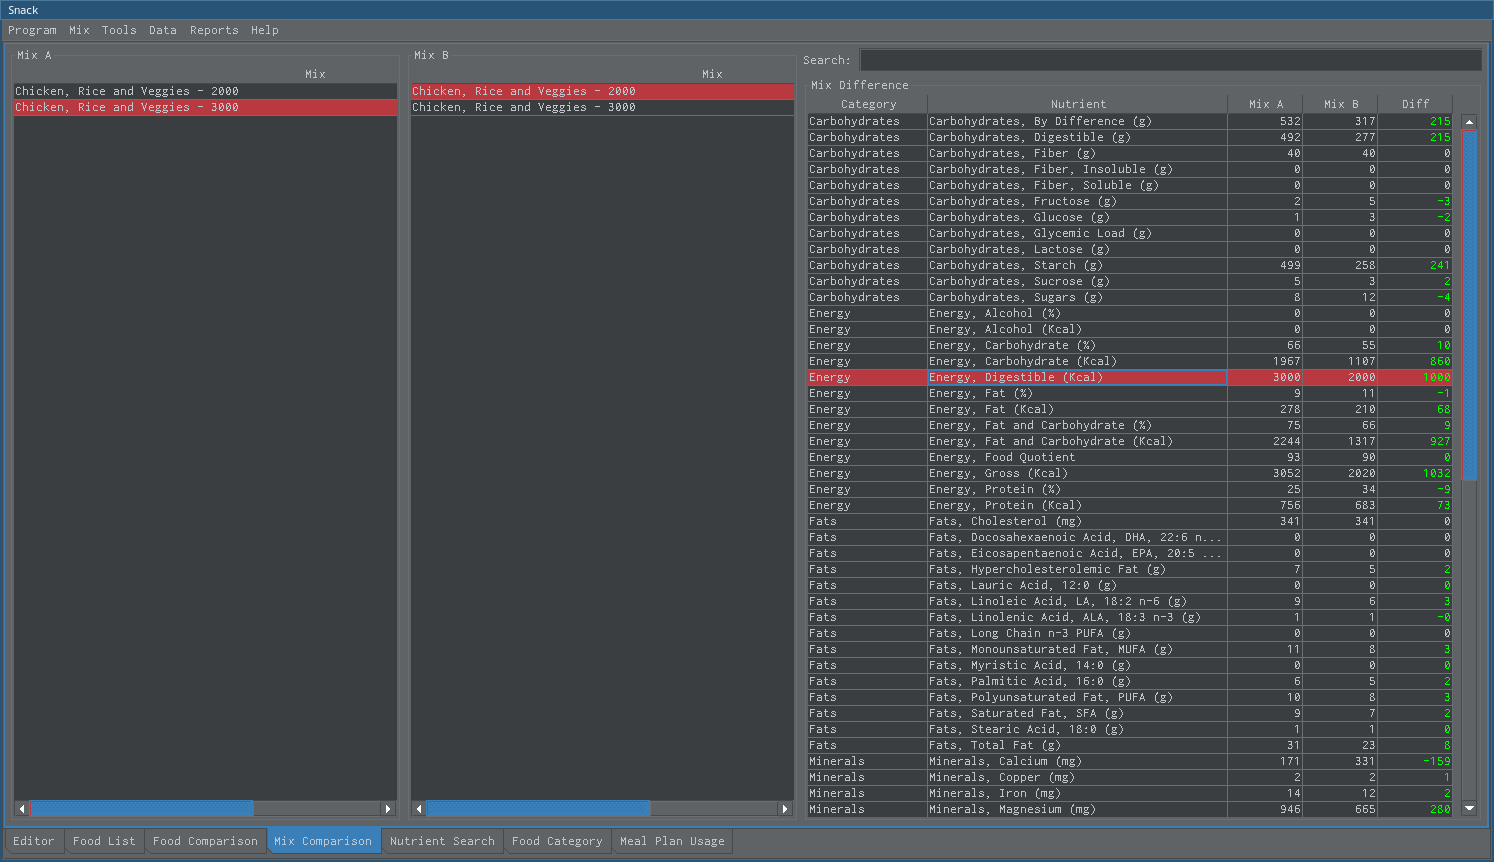 Snack
Program Mix Tools Data Reports Help
Mix A
Mix
Chicken, Rice and Veggies - 2000
Chicken, Rice and Veggies - 3000
Mix B
Mix
Chicken, Rice and Veggies - 2000
Chicken, Rice and Veggies - 3000
Search:
Mix Difference
Category Nutrient Mix A Mix B Diff
Carbohydrates Carbohydrates, By Difference (g) 532 317 215
Carbohydrates Carbohydrates, Digestible (g) 492 277 215
Carbohydrates Carbohydrates, Fiber (g) 40 40 0
Carbohydrates Carbohydrates, Fiber, Insoluble (g) 0 0 0
Carbohydrates Carbohydrates, Fiber, Soluble (g) 0 0 0
Carbohydrates Carbohydrates, Fructose (g) 2 5 -3
Carbohydrates Carbohydrates, Glucose (g) 1 3 -2
Carbohydrates Carbohydrates, Glycemic Load (g) 0 0 0
Carbohydrates Carbohydrates, Lactose (g) 0 0 0
Carbohydrates Carbohydrates, Starch (g) 499 258 241
Carbohydrates Carbohydrates, Sucrose (g) 5 3 2
Carbohydrates Carbohydrates, Sugars (g) 8 12 -4
Energy Energy, Alcohol (%) 0 0 0
Energy Energy, Alcohol (Kcal) 0 0 0
Energy Energy, Carbohydrate (%) 66 55 10
Energy Energy, Carbohydrate (Kcal) 1967 1107 860
Energy Energy, Digestible (Kcal) 3000 2000 1000
Energy Energy, Fat (%) 9 11 -1
Energy Energy, Fat (Kcal) 278 210 68
Energy Energy, Fat and Carbohydrate (%) 75 66 9
Energy Energy, Fat and Carbohydrate (Kcal) 2244 1317 927
Energy Energy, Food Quotient 93 90 0
Energy Energy, Gross (Kcal) 3052 2020 1032
Energy Energy, Protein (%) 25 34 -9
Energy Energy, Protein (Kcal) 756 683 73
Fats Fats, Cholesterol (mg) 341 341 0
Fats Fats, Docosahexaenoic Acid, DHA, 22:6 n... 0 0 0
Fats Fats, Eicosapentaenoic Acid, EPA, 20:5 ... 0 0 0
Fats Fats, Hypercholesterolemic Fat (g) 7 5 2
Fats Fats, Lauric Acid, 12:0 (g) 0 0 0
Fats Fats, Linoleic Acid, LA, 18:2 n-6 (g) 9 6 3
Fats Fats, Linolenic Acid, ALA, 18:3 n-3 (g) 1 1 -0
Fats Fats, Long Chain n-3 PUFA (g) 0 0 0
Fats Fats, Monounsaturated Fat, MUFA (g) 11 8 3
Fats Fats, Myristic Acid, 14:0 (g) 0 0 0
Fats Fats, Palmitic Acid, 16:0 (g) 6 5 2
Fats Fats, Polyunsaturated Fat, PUFA (g) 10 8 3
Fats Fats, Saturated Fat, SFA (g) 9 7 2
Fats Fats, Stearic Acid, 18:0 (g) 1 1 0
Fats Fats, Total Fat (g) 31 23 8
Minerals Minerals, Calcium (mg) 171 331 -159
Minerals Minerals, Copper (mg) 2 2 1
Minerals Minerals, Iron (mg) 14 12 2
Minerals Minerals, Magnesium (mg) 946 665 280
Editor Food List Food Comparison Mix Comparison Nutrient Search Food Category Meal Plan Usage